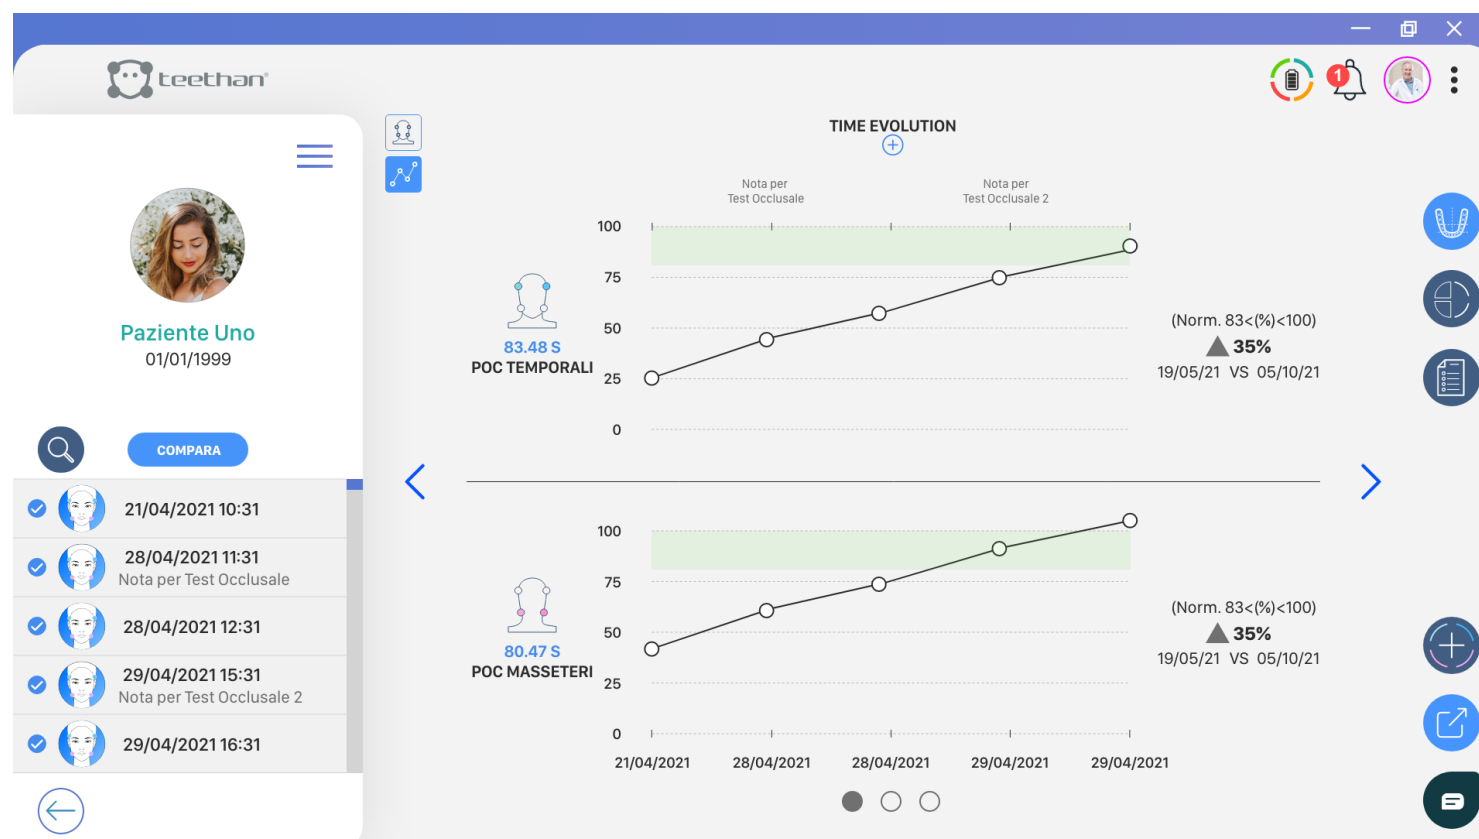 teethan
1
TIME EVOLUTION
Paziente Uno
01/01/1999
COMPARA
21/04/2021 10:31
28/04/2021 11:31
Nota per Test Occlusale
28/04/2021 12:31
29/04/2021 15:31
Nota per Test Occlusale 2
29/04/2021 16:31
Nota per
Test Occlusale
Nota per
Test Occlusale 2
100
75
50
25
0
83.48 S
POC TEMPORALI
(Norm. 83<(%)<100)
35%
19/05/21 VS 05/10/21
100
75
50
25
0
80.47 S
POC MASSETERI
(Norm. 83<(%)<100)
35%
19/05/21 VS 05/10/21
21/04/2021 28/04/2021 28/04/2021 29/04/2021 29/04/2021